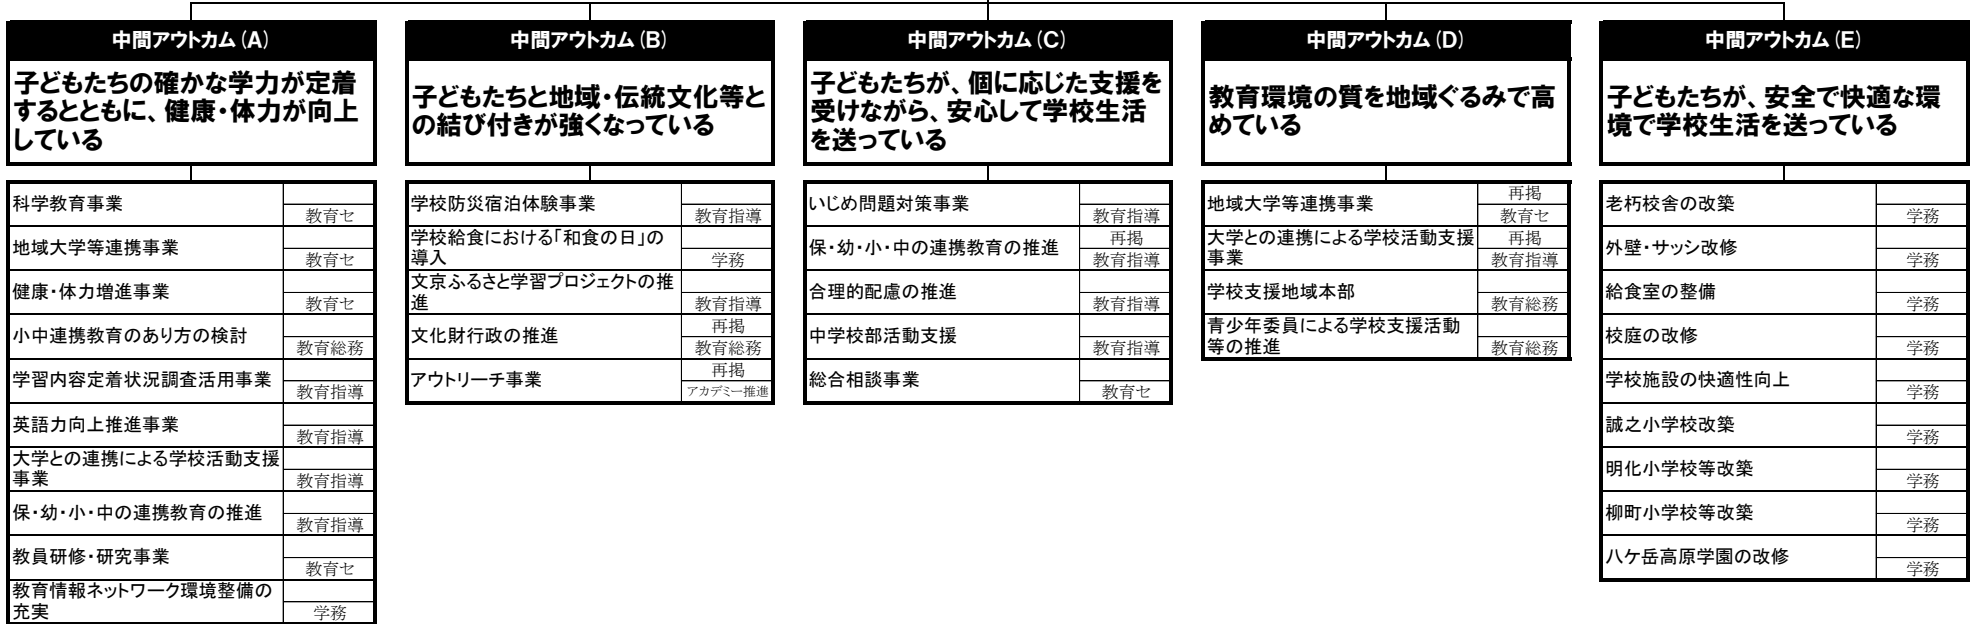 中間アウトカム(A)
子どもたちの確かな学力が定着
するとともに、健康・体力が向上
している
科学教育事業
教育セ
地域大学等連携事業
教育セ
健康・体力増進事業
教育セ
小中連携教育のあり方の検討
教育総務
学習内容定着状況調査活用事業
教育指導
英語力向上推進事業
教育指導
大学との連携による学校活動支援
事業
教育指導
保・幼・小・中の連携教育の推進
教育指導
教員研修・研究事業
教育セ
教育情報ネットワーク環境整備の
充実
学務
中間アウトカム(B)
子どもたちと地域・伝統文化等と
の結び付きが強くなっている
学校防災宿泊体験事業
教育指導
学校給食における「和食の日」の
導入
学務
文京ふるさと学習プロジェクトの推
進
教育指導
文化財行政の推進
再掲
教育総務
アウトリーチ事業
再掲
アカデミー推進
中間アウトカム(C)
子どもたちが、個に応じた支援を
受けながら、安心して学校生活
を送っている
いじめ問題対策事業
教育指導
保・幼・小・中の連携教育の推進
再掲
教育指導
合理的配慮の推進
教育指導
中学校部活動支援
教育指導
総合相談事業
教育セ
中間アウトカム(D)
教育環境の質を地域ぐるみで高
めている
地域大学等連携事業
再掲
教育セ
大学との連携による学校活動支援
事業
再掲
教育指導
学校支援地域本部
教育総務
青少年委員による学校支援活動
等の推進
教育総務
中間アウトカム(E)
子どもたちが、安全で快適な環
境で学校生活を送っている
老朽校舎の改築
学務
外壁・サッシ改修
学務
給食室の整備
学務
校庭の改修
学務
学校施設の快適性向上
学務
誠之小学校改築
学務
明化小学校等改築
学務
柳町小学校等改築
学務
八ケ岳高原学園の改修
学務